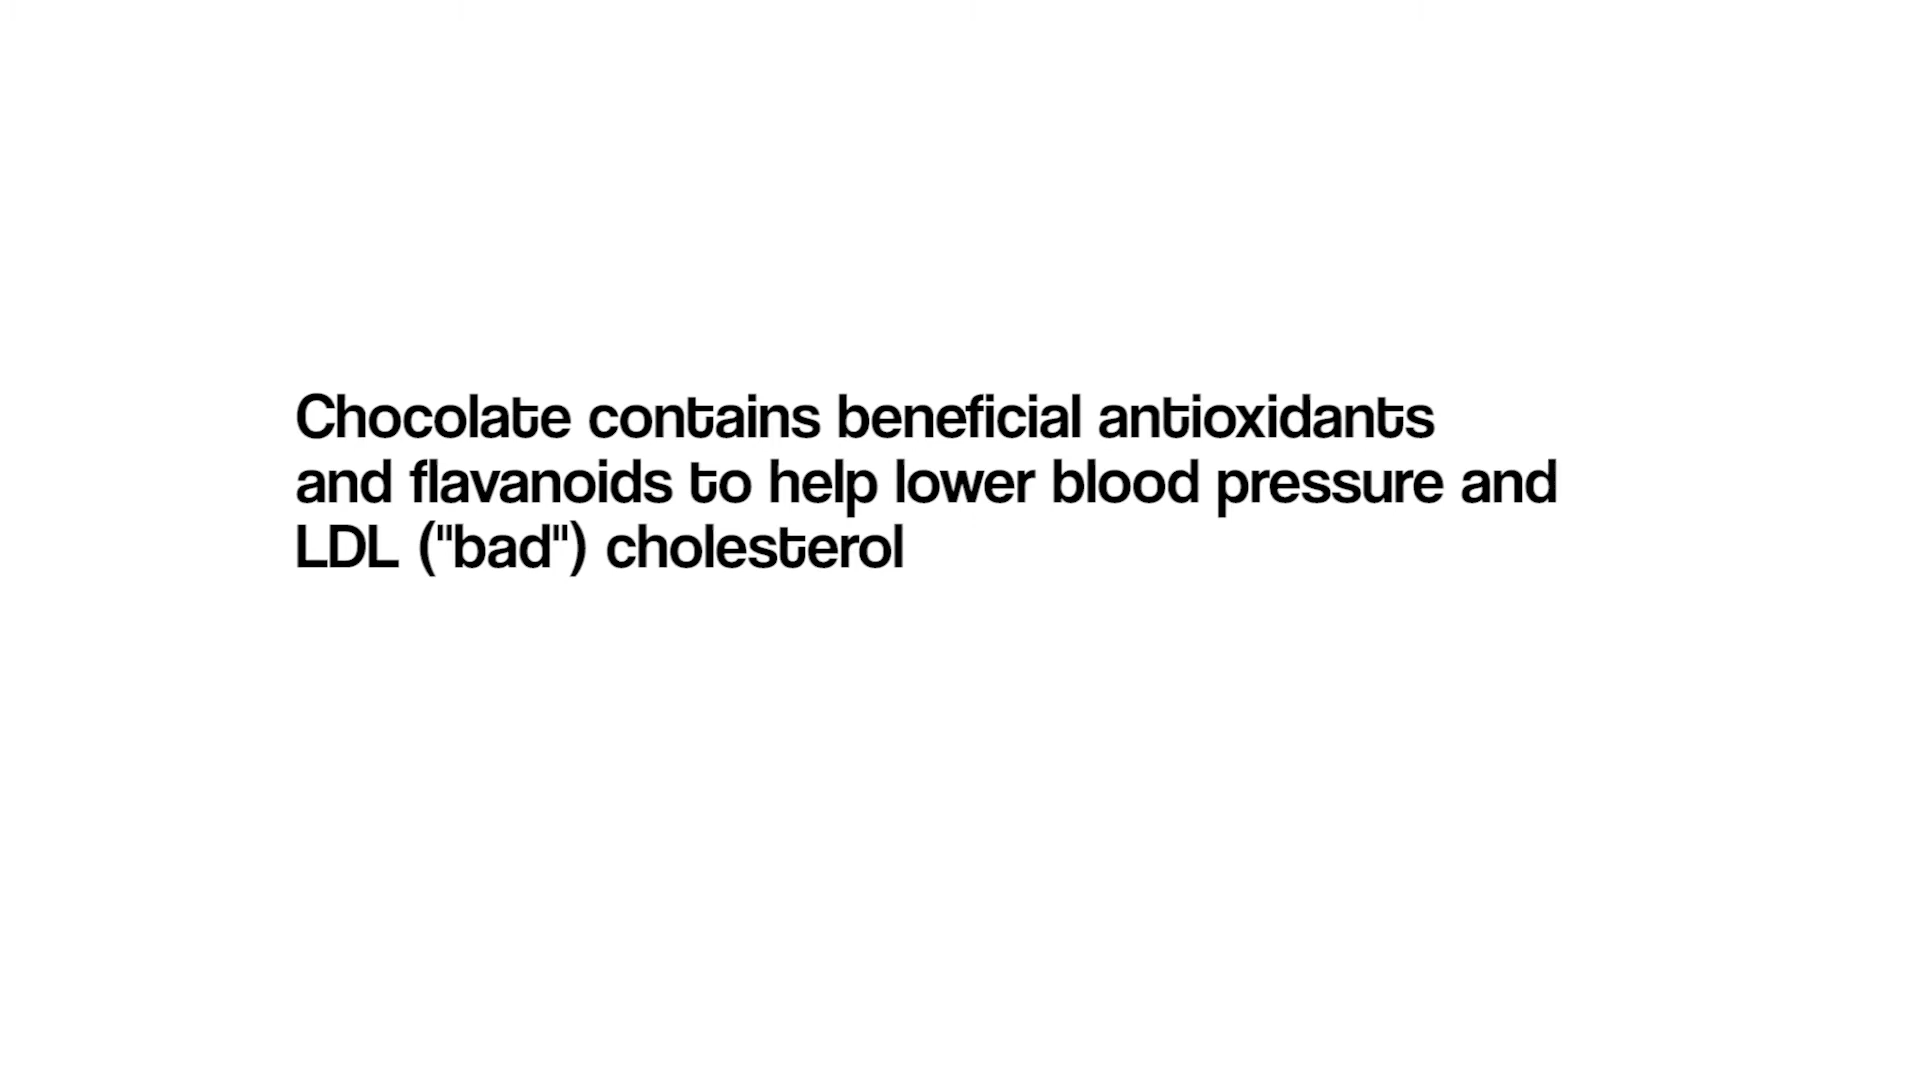 Chocolate contains beneficial antioxidants
and flavanoids to help lower blood pressure and
LDL ("bad") cholesterol